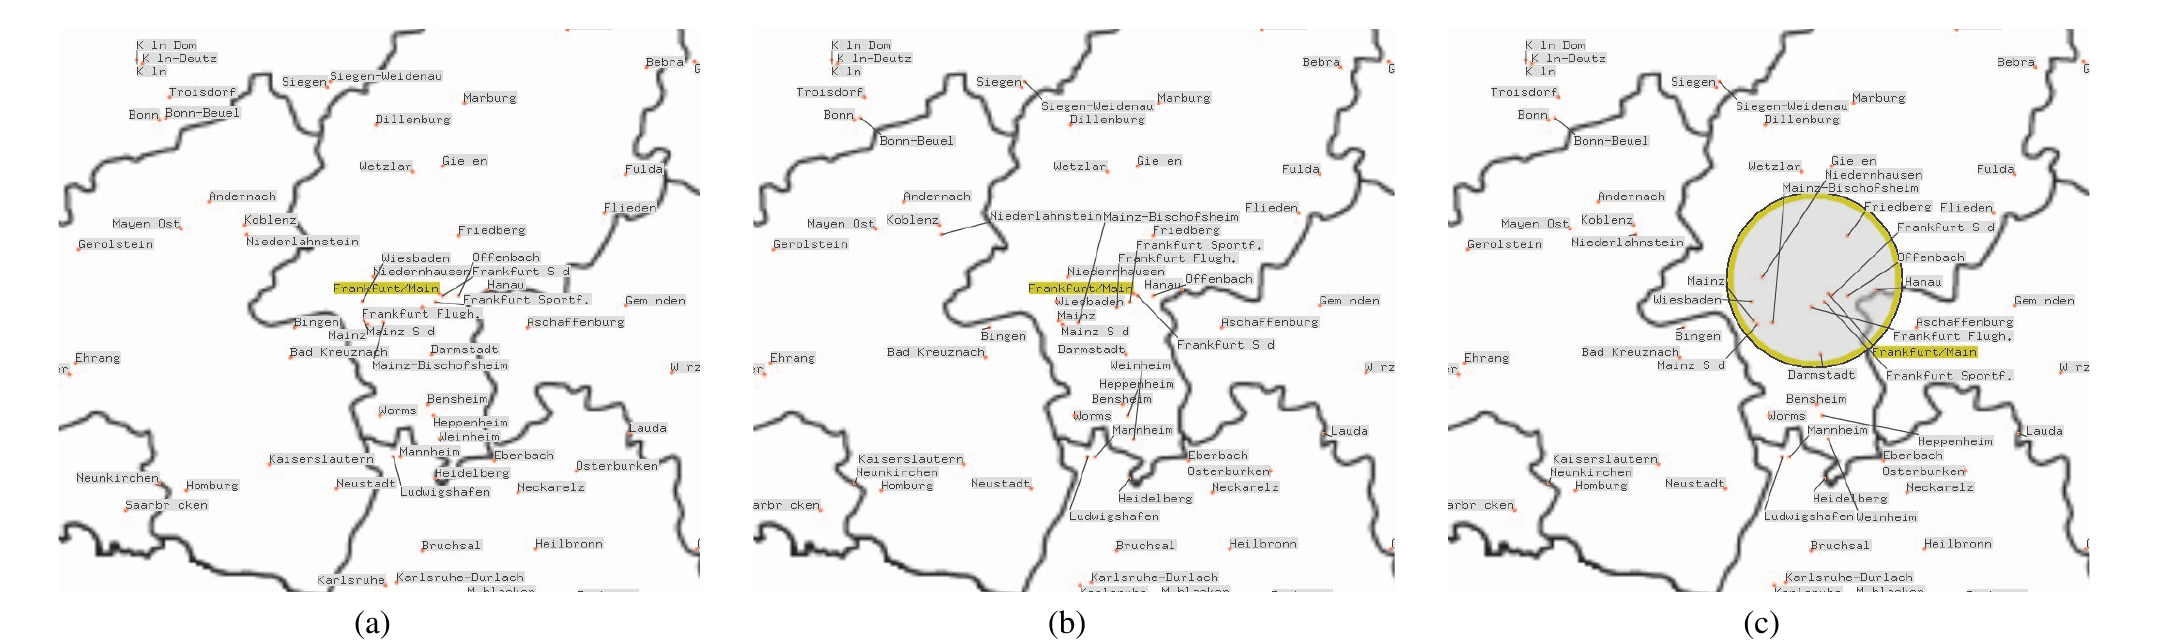 K ln Dom
K ln-Deutz
K ln
Siegen
Siegen-Weidenau
Bebra
G
Troisdorf
Marburg
Bonn
Bonn-Beuel
Dillenburg
Wetzlar
Gie en
Fulda
Andernach
Flieden
Mayen Ost.
Koblenz
Gerolstein
Niederlahnstein
Friedberg
Wiesbaden
Offenbach
Niedernhausen
Frankfurt S d
Frankfurt/Main
Hanau
Frankfurt Sportf.
Gem nden
Frankfurt Flugh.
Bingen
Mainz
Mainz S d
Aschaffenburg
Bad Kreuznach
Darmstadt
Ehrang
Mainz-Bischofsheim
er
W rz
Bensheim
Worms
Heppenheim
Weinheim
Lauda
Mannheim
Eberbach
Kaiserslautern
Osterburken
Heidelberg
Neunkirchen
Homburg
Neustadt
Ludwigshafen
Neckarelz
Saarbr cken
Bruchsal
Heilbronn
Karlsruhe
Karlsruhe-Durlach
(a)
K ln Dom
K ln-Deutz
K ln
Siegen
Bebra
G
Troisdorf
Siegen-Weidenau
Marburg
Bonn
Dillenburg
Bonn-Beuel
Wetzlar
Gie en
Fulda
Andernach
Flieden
Mayen Ost
Koblenz
Niederlahnstein
Mainz-Bischofsheim
Friedberg
Gerolstein
Frankfurt Sportf.
Frankfurt Flugh.
Niedernhausen
Offenbach
Frankfurt/Main
Hanau
Wiesbaden
Gem nden
Mainz
Mainz S d
Aschaffenburg
Bingen
Frankfurt S d
Bad Kreuznach
Darmstadt
Ehrang
er
Weinheim
W rz
Heppenheim
Bensheim
Worms
Mannheim
Lauda
Kaiserslautern
Eberbach
Neunkirchen
Osterburken
Homburg
Neustadt
Neckarelz
Heidelberg
arbr cken
Ludwigshafen
Bruchsal
Heilbronn
Karlsruhe-Durlach
(b)
K ln Dom
K ln-Deutz
K ln
Siegen
Bebra
G
Troisdorf
Siegen-Weidenau
Marburg
Bonn
Dillenburg
Bonn-Beuel
Wetzlar
Gie en
Fulda
Niedernhausen
Mainz-Bischofsheim
Andernach
Friedberg
Flieden
Mayen Ost
Koblenz
Frankfurt S d
Gerolstein
Niederlahnstein
Offenbach
Mainz
Hanau
Wiesbaden
Gem nden
Aschaffenburg
Bingen
Frankfurt Flugh.
Bad Kreuznach
Frankfurt/Main
Ehrang
Mainz S d
er
Darmstadt
Frankfurt Sportf.
W rz
Bensheim
Worms
Mannheim
Heppenheim
Lauda
Kaiserslautern
Eberbach
Neunkirchen
Osterburken
Homburg
Neustadt
Neckarelz
Heidelberg
arbr cken
Ludwigshafen
Weinheim
Bruchsal
Heilbronn
Karlsruhe-Durlach
(c)